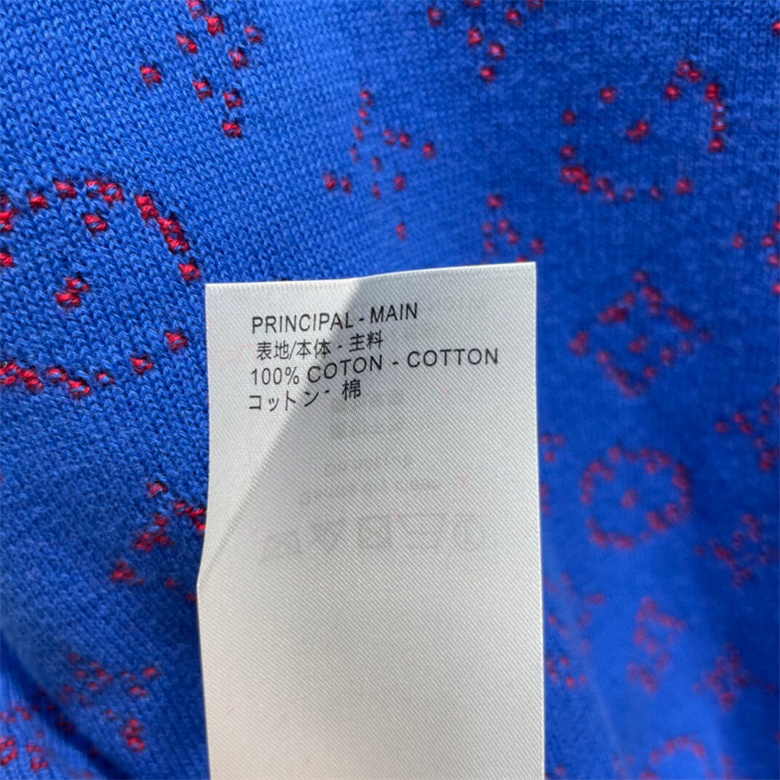 PRINCIPAL - MAIN
表地/本体 - 主料
100% COTON - COTTON
コットン - 棉